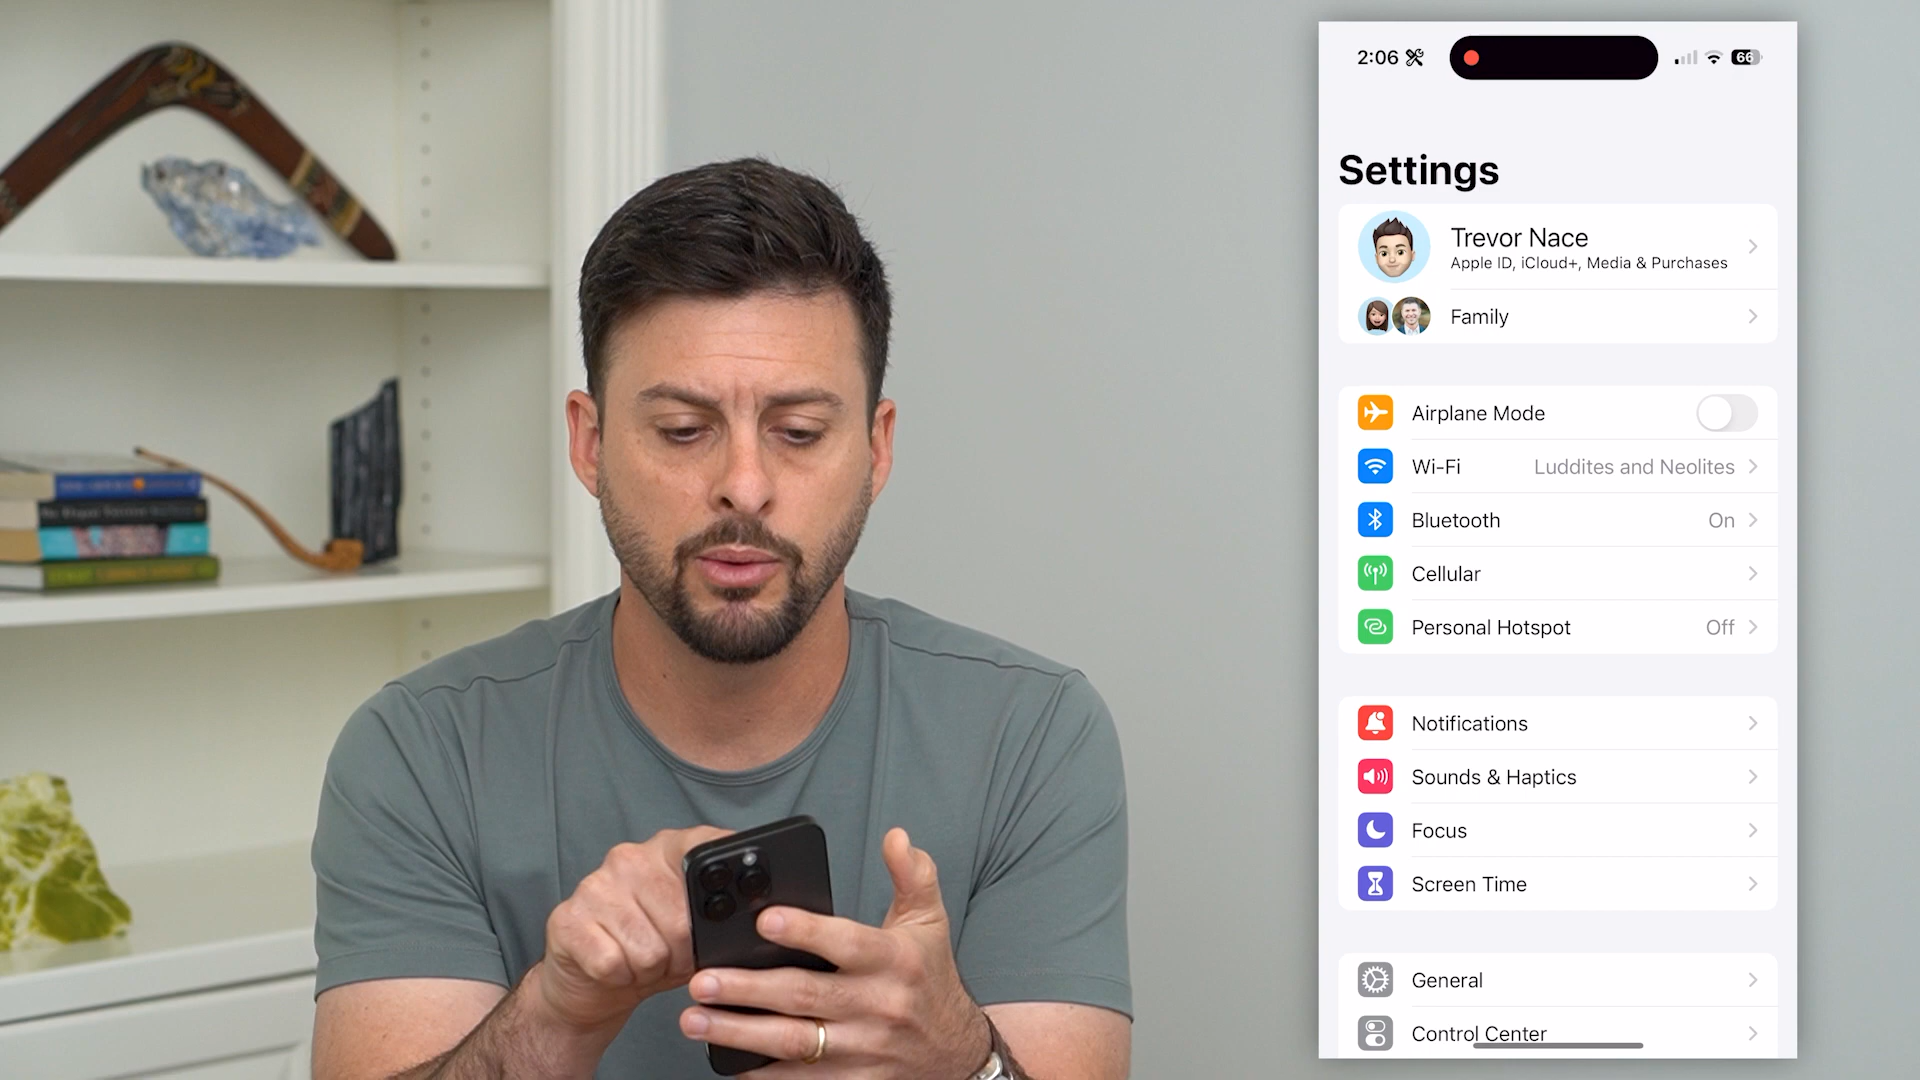 2:06
66
Settings
Trevor Nace
Apple ID, iCloud+, Media & Purchases
Family
Airplane Mode
Wi-Fi Luddites and Neolites
Bluetooth On
Cellular
Personal Hotspot Off
Notifications
Sounds & Haptics
Focus
Screen Time
General
Control Center